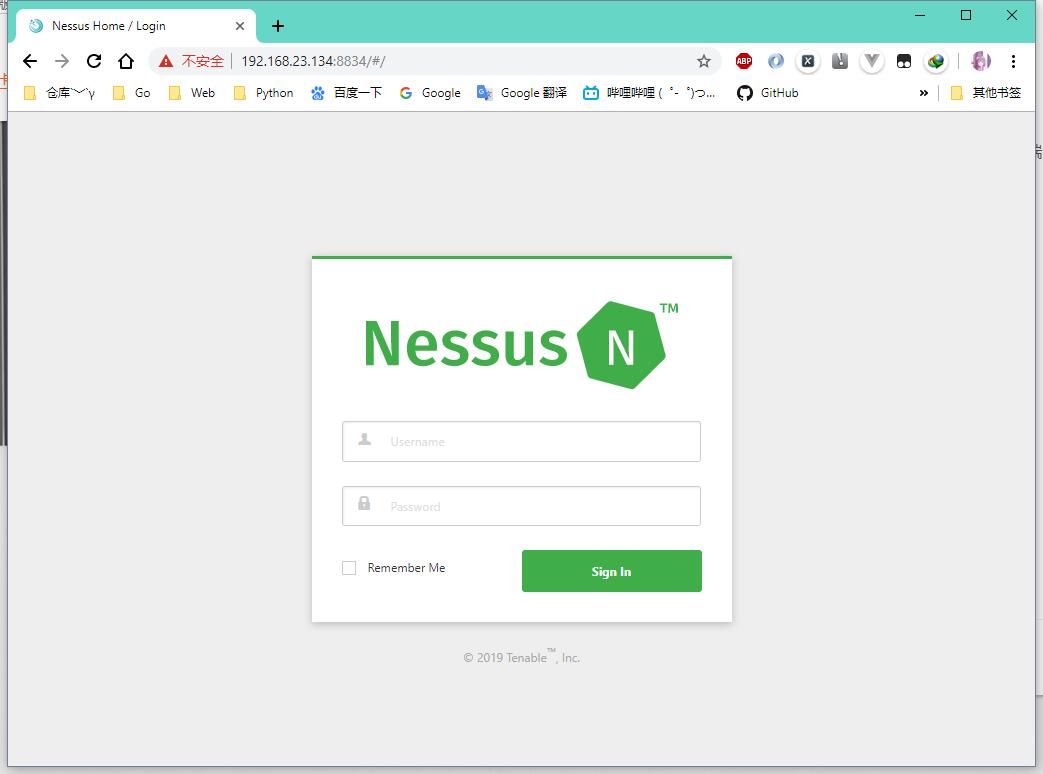 Nessus Home / Login
不安全 192.168.23.134:8834/#/
ABP
仓库 Go Web Python 百度一下 Google Google 翻译 哔哩哔哩 ( ゜- ゜)つ... GitHub » 其他书签
Nessus N TM
Username
Password
Remember Me Sign In
© 2019 Tenable™, Inc.